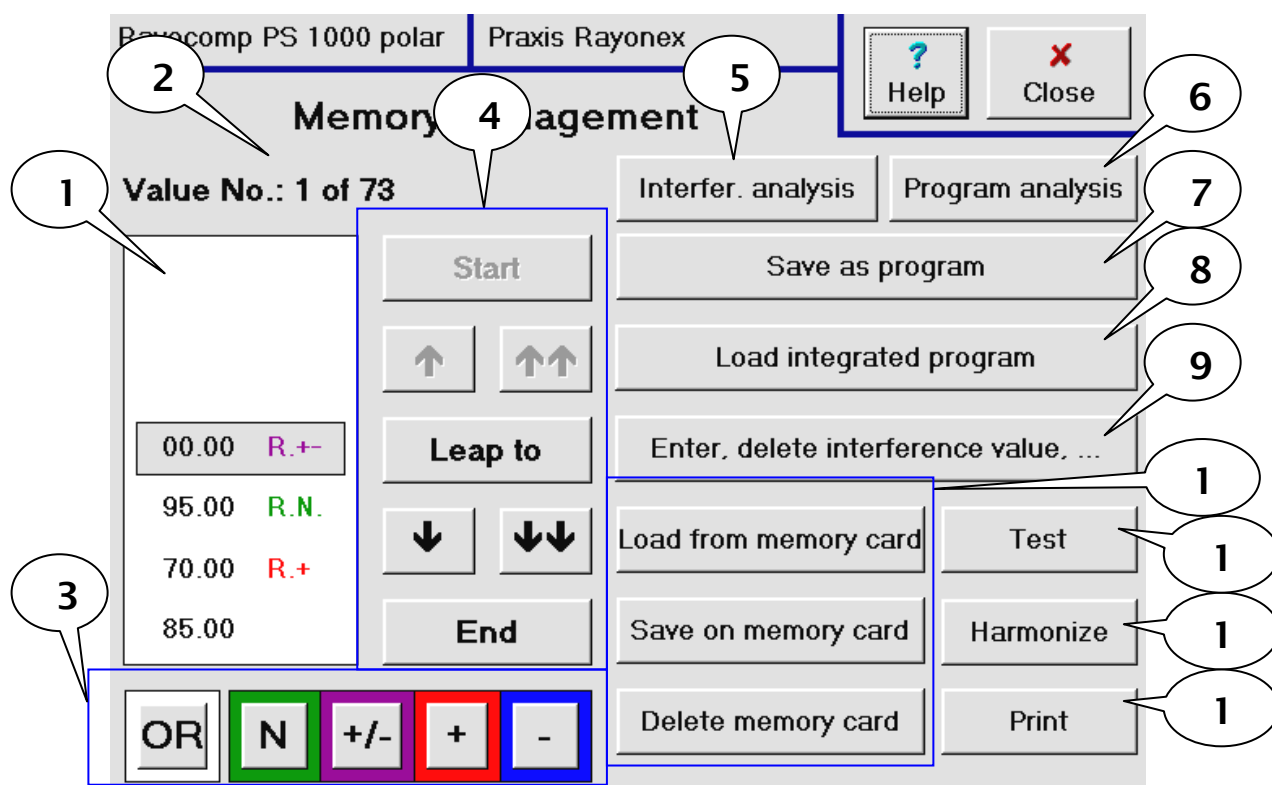 Rayocomp PS 1000 polar
Praxis Rayonex
? Help
X Close
Memory Management
Value No.: 1 of 73
Interfer. analysis
Program analysis
Start
Save as program
Load integrated program
Leap to
Enter, delete interference value, ...
00.00 R.+-
95.00 R.N.
70.00 R.+
85.00
End
Load from memory card
Test
Save on memory card
Harmonize
Delete memory card
Print
OR
N
+/-
+
-
1
2
3
4
5
6
7
8
9
1
1
1
1